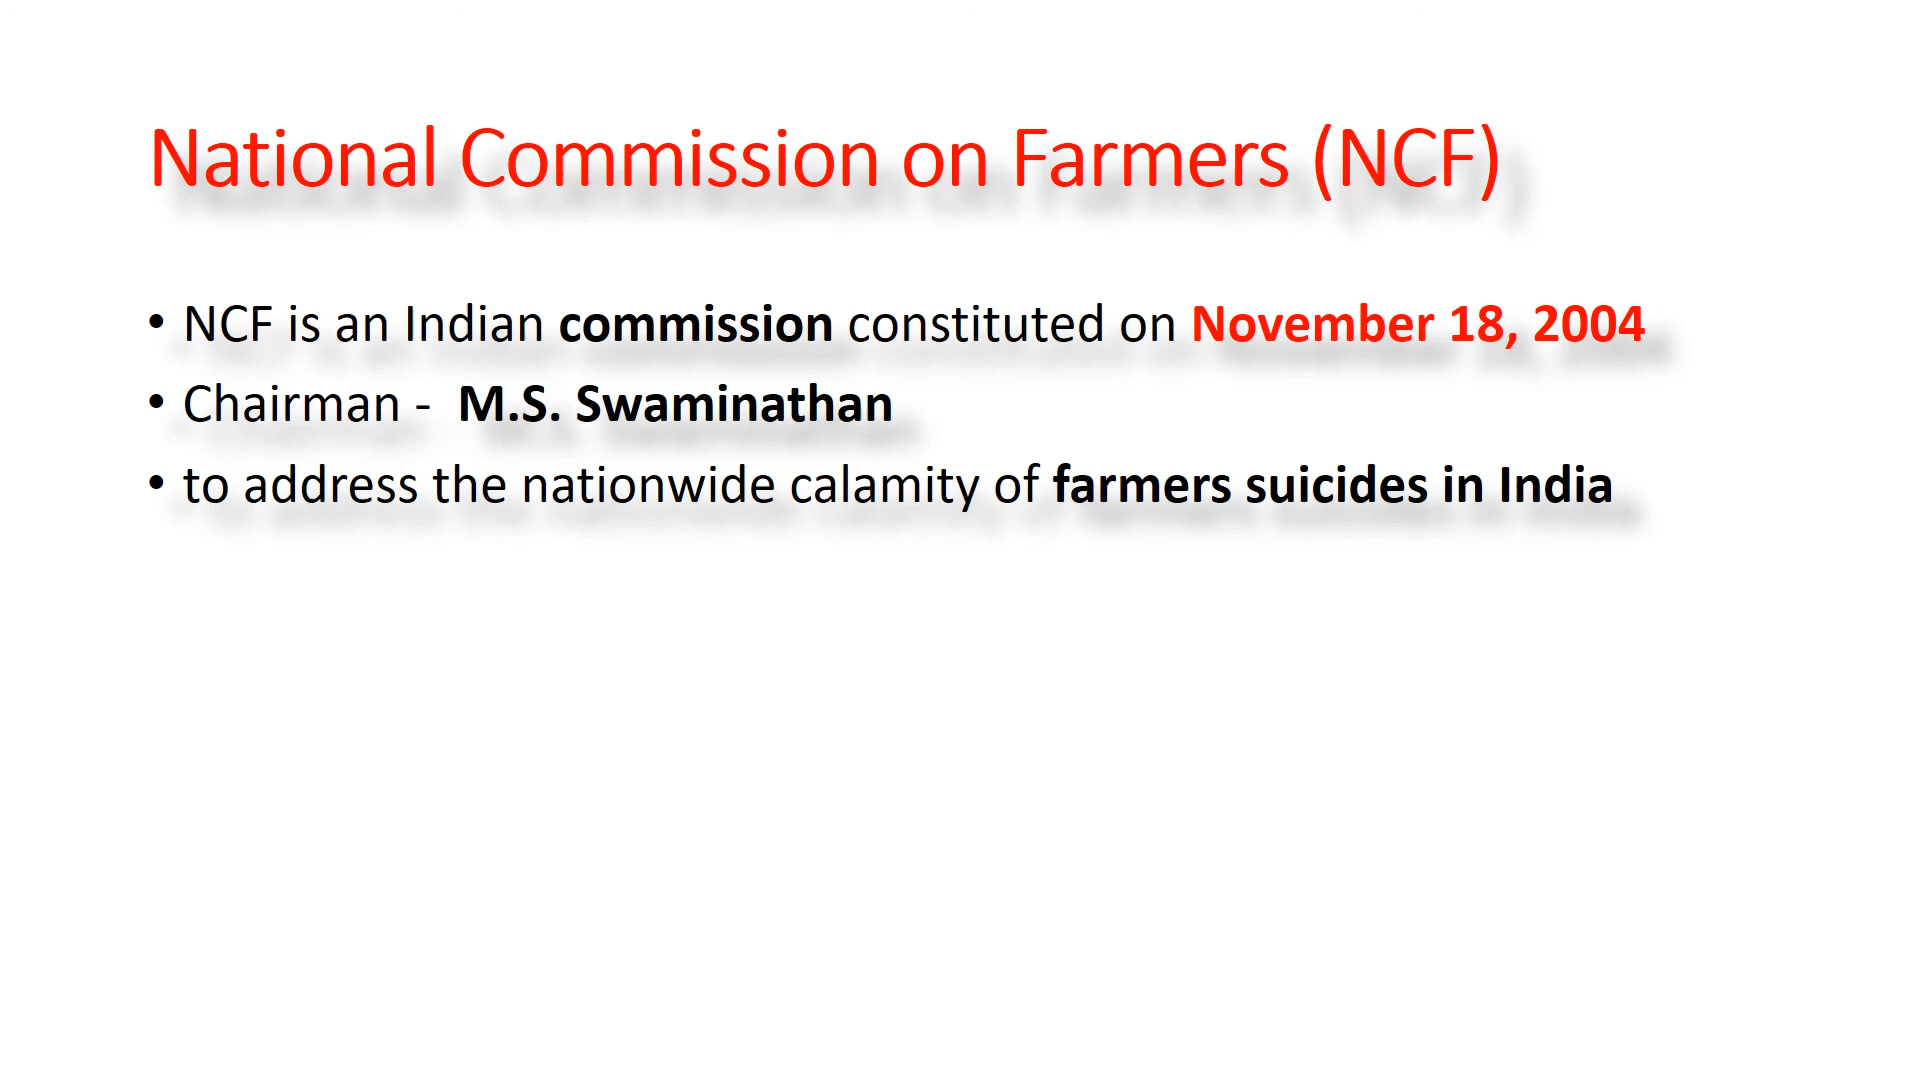 National Commission on Farmers (NCF)
• NCF is an Indian commission constituted on November 18, 2004
• Chairman - M.S. Swaminathan
• to address the nationwide calamity of farmers suicides in India